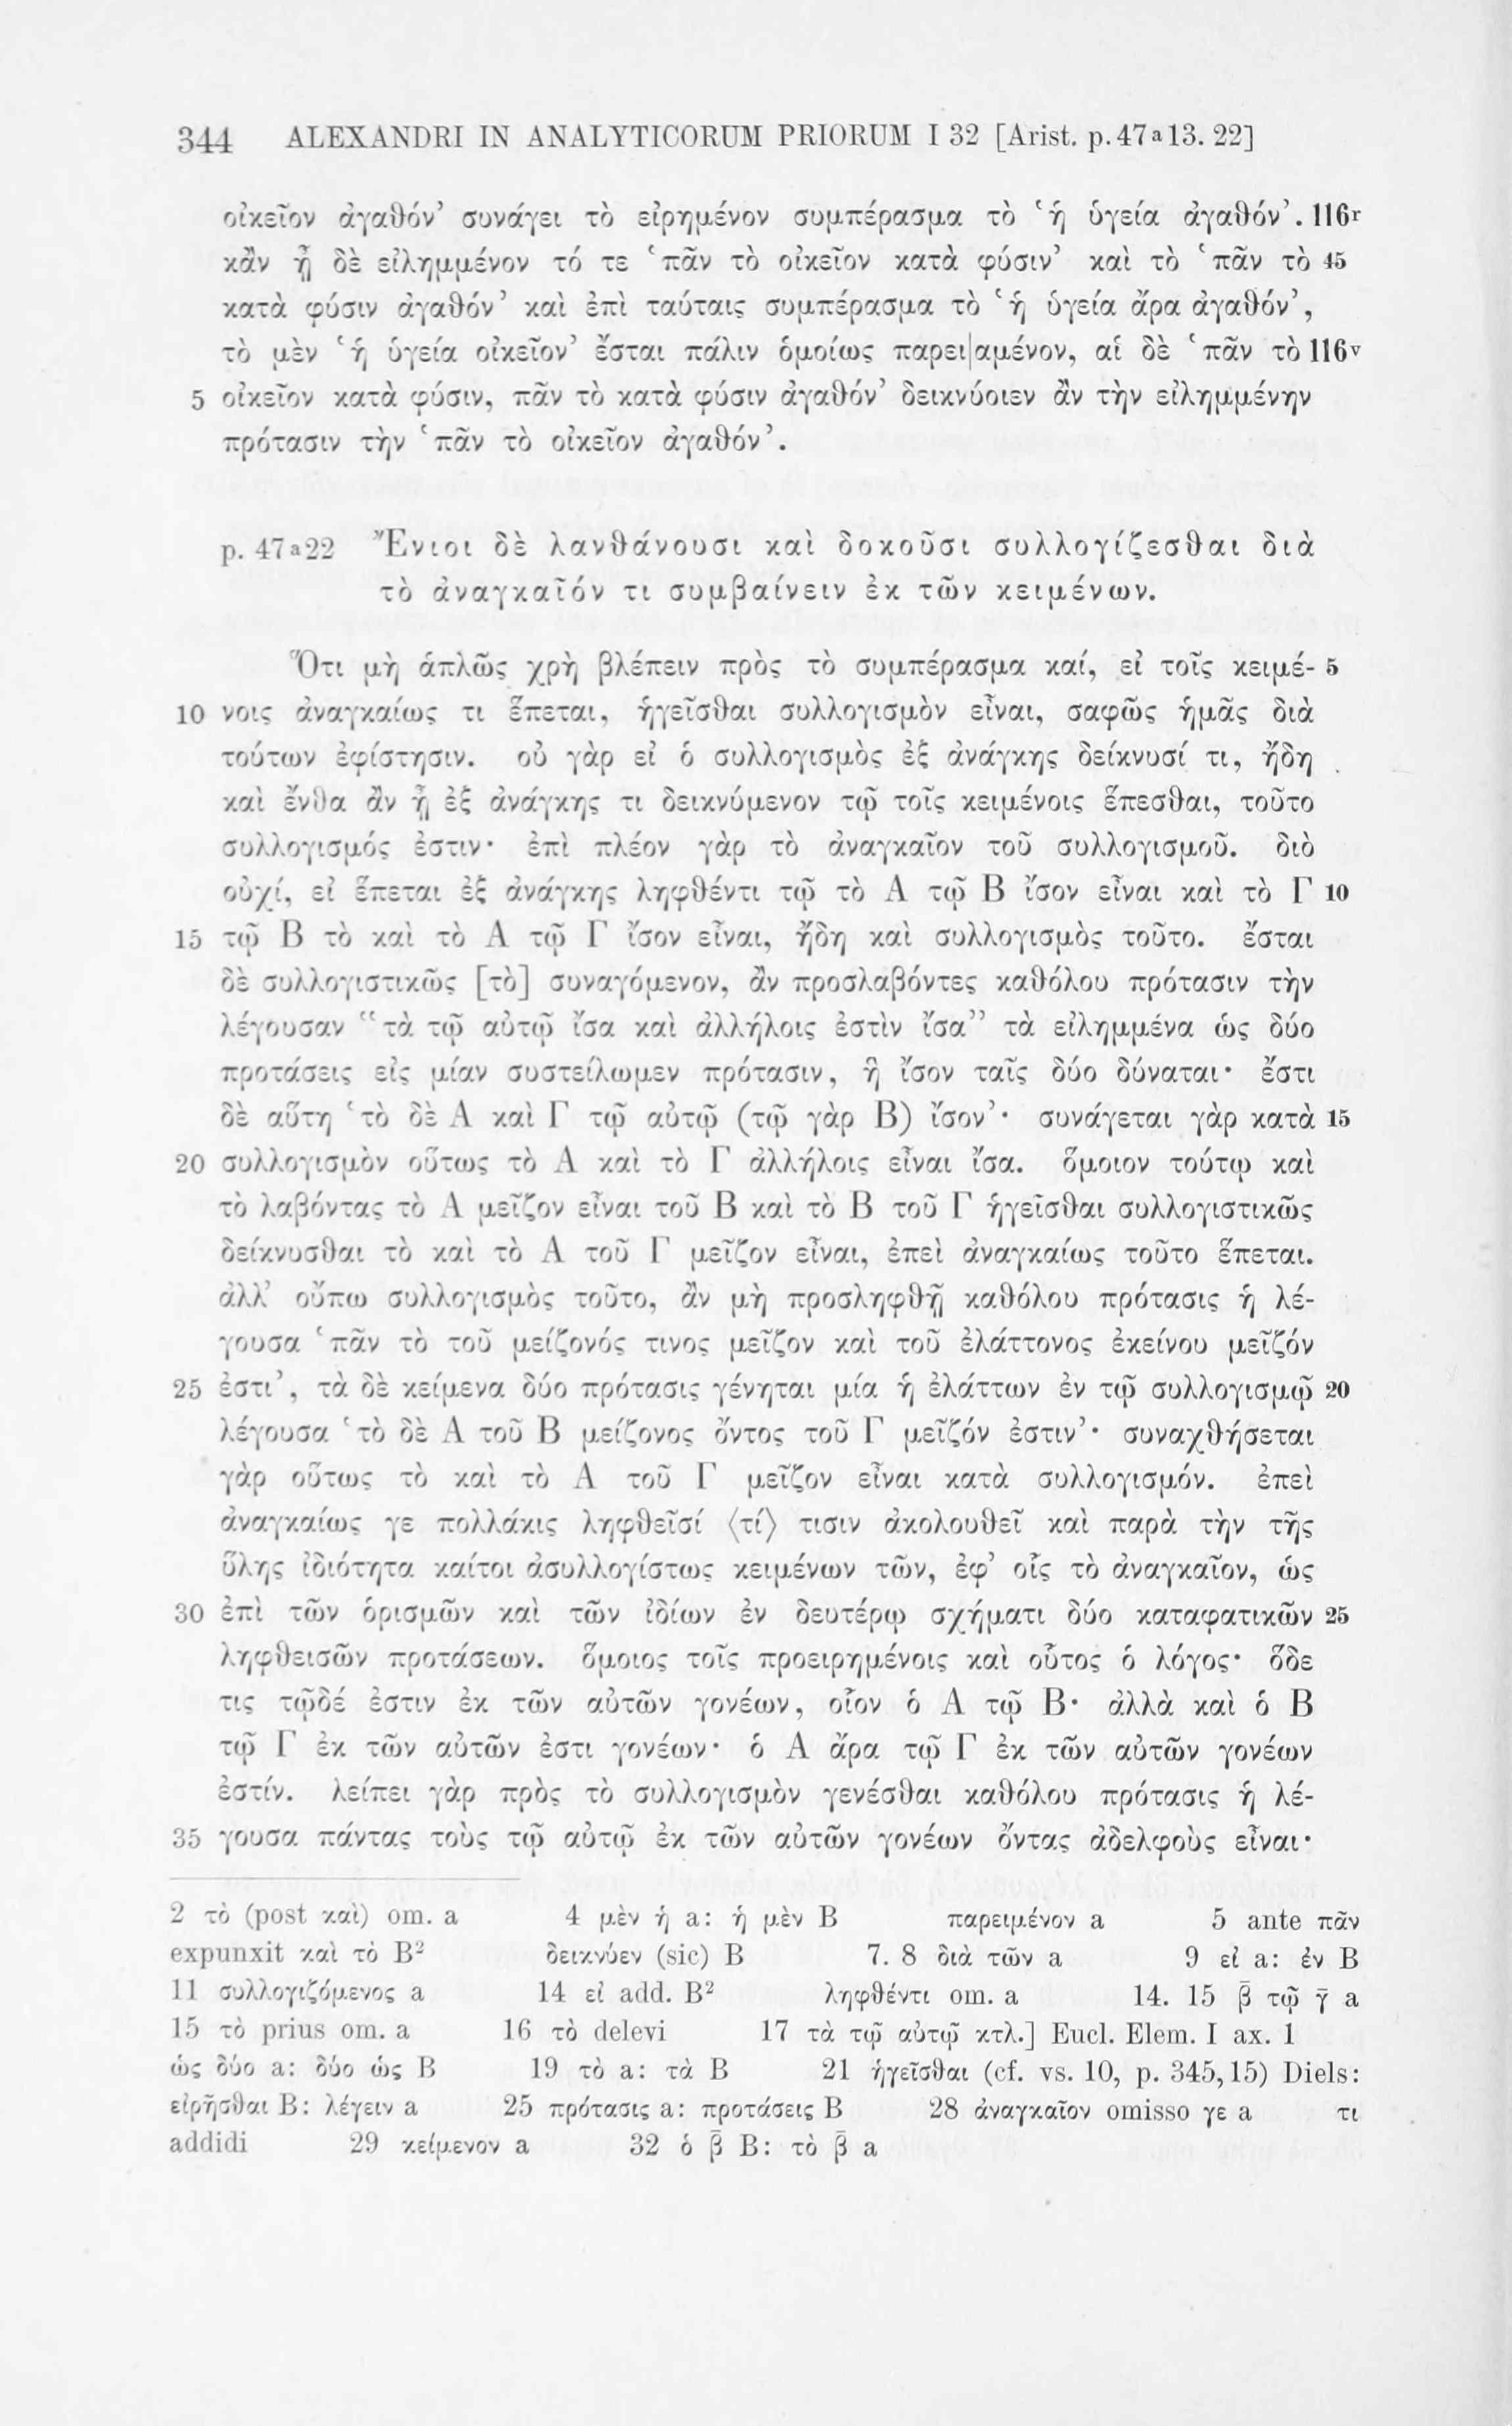 344 ALEXANDRI IN ANALYTICORUM PRIORUM I 32 [Arist. p. 47a13. 22]
οἰκεῖον ἀγαθόν’ συνάγει τὸ εἰρημένον συμπέρασμα τὸ ‘ἡ ὑγεία ἀγαθόν’. 116r
κἂν ᾖ δὲ εἰλημμένον τό τε ‘πᾶν τὸ οἰκεῖον κατὰ φύσιν’ καὶ τὸ ‘πᾶν τὸ 45
κατὰ φύσιν ἀγαθόν’ καὶ ἐπὶ ταύταις συμπέρασμα τὸ ‘ἡ ὑγεία ἄρα ἀγαθόν’,
τὸ μὲν ‘ἡ ὑγεία οἰκεῖον’ ἔσται πάλιν ὁμοίως παρει|αμένον, αἱ δὲ ‘πᾶν τὸ 116v
5 οἰκεῖον κατὰ φύσιν, πᾶν τὸ κατὰ φύσιν ἀγαθόν’ δεικνύοιεν ἂν τὴν εἰλημμένην
πρότασιν τὴν ‘πᾶν τὸ οἰκεῖον ἀγαθόν’.
p. 47a22 Ἔνιοι δὲ λανθάνουσι καὶ δοκοῦσι συλλογίζεσθαι διὰ
τὸ ἀναγκαῖόν τι συμβαίνειν ἐκ τῶν κειμένων.
Ὅτι μὴ ἁπλῶς χρὴ βλέπειν πρὸς τὸ συμπέρασμα καί, εἰ τοῖς κειμέ- 5
10 νοις ἀναγκαίως τι ἕπεται, ἡγεῖσθαι συλλογισμὸν εἶναι, σαφῶς ἡμᾶς διὰ
τούτων ἐφίστησιν. οὐ γὰρ εἰ ὁ συλλογισμὸς ἐξ ἀνάγκης δείκνυσί τι, ἤδη
καὶ ἔνθα ἂν ᾖ ἐξ ἀνάγκης τι δεικνύμενον τῷ τοῖς κειμένοις ἕπεσθαι, τοῦτο
συλλογισμός ἐστιν· ἐπὶ πλέον γὰρ τὸ ἀναγκαῖον τοῦ συλλογισμοῦ. διὸ
οὐχί, εἰ ἕπεται ἐξ ἀνάγκης ληφθέντι τῷ τὸ Α τῷ Β ἴσον εἶναι καὶ τὸ Γ 10
15 τῷ Β τὸ καὶ τὸ Α τῷ Γ ἴσον εἶναι, ἤδη καὶ συλλογισμὸς τοῦτο. ἔσται
δὲ συλλογιστικῶς [τὸ] συναγόμενον, ἂν προσλαβόντες καθόλου πρότασιν τὴν
λέγουσαν “τὰ τῷ αὐτῷ ἴσα καὶ ἀλλήλοις ἐστὶν ἴσα” τὰ εἰλημμένα ὡς δύο
προτάσεις εἰς μίαν συστείλωμεν πρότασιν, ἣ ἴσον ταῖς δύο δύναται· ἔστι
δὲ αὕτη ‘τὸ δὲ Α καὶ Γ τῷ αὐτῷ (τῷ γὰρ Β) ἴσον’· συνάγεται γὰρ κατὰ 15
20 συλλογισμὸν οὕτως τὸ Α καὶ τὸ Γ ἀλλήλοις εἶναι ἴσα. ὅμοιον τούτῳ καὶ
τὸ λαβόντας τὸ Α μεῖζον εἶναι τοῦ Β καὶ τὸ Β τοῦ Γ ἡγεῖσθαι συλλογιστικῶς
δείκνυσθαι τὸ καὶ τὸ Α τοῦ Γ μεῖζον εἶναι, ἐπεὶ ἀναγκαίως τοῦτο ἕπεται.
ἀλλ’ οὔπω συλλογισμὸς τοῦτο, ἂν μὴ προσληφθῇ καθόλου πρότασις ἡ λέ-
γουσα ‘πᾶν τὸ τοῦ μείζονός τινος μεῖζον καὶ τοῦ ἐλάττονος ἐκείνου μεῖζόν
25 ἐστι’, τὰ δὲ κείμενα δύο πρότασις γένηται μία ἡ ἐλάττων ἐν τῷ συλλογισμῷ 20
λέγουσα ‘τὸ δὲ Α τοῦ Β μείζονος ὄντος τοῦ Γ μεῖζόν ἐστιν’· συναχθήσεται
γὰρ οὕτως τὸ καὶ τὸ Α τοῦ Γ μεῖζον εἶναι κατὰ συλλογισμόν. ἐπεὶ
ἀναγκαίως γε πολλάκις ληφθεῖσί ⟨τί⟩ τισιν ἀκολουθεῖ καὶ παρὰ τὴν τῆς
ὕλης ἰδιότητα καίτοι ἀσυλλογίστως κειμένων τῶν, ἐφ’ οἷς τὸ ἀναγκαῖον, ὡς
30 ἐπὶ τῶν ὁρισμῶν καὶ τῶν ἰδίων ἐν δευτέρῳ σχήματι δύο καταφατικῶν 25
ληφθεισῶν προτάσεων. ὅμοιος τοῖς προειρημένοις καὶ οὗτος ὁ λόγος· ὅδε
τις τῷδέ ἐστιν ἐκ τῶν αὐτῶν γονέων, οἷον ὁ Α τῷ Β· ἀλλὰ καὶ ὁ Β
τῷ Γ ἐκ τῶν αὐτῶν ἐστι γονέων· ὁ Α ἄρα τῷ Γ ἐκ τῶν αὐτῶν γονέων
ἐστίν. λείπει γὰρ πρὸς τὸ συλλογισμὸν γενέσθαι καθόλου πρότασις ἡ λέ-
35 γουσα πάντας τοὺς τῷ αὐτῷ ἐκ τῶν αὐτῶν γονέων ὄντας ἀδελφοὺς εἶναι·
2 τὸ (post καὶ) om. a 4 μὲν ἡ a: ἡ μὲν B παρειμένον a 5 ante πᾶν
expunxit καὶ τὸ B² δεικνύεν (sic) B 7. 8 διὰ τῶν a 9 εἰ a: ἐν B
11 συλλογιζόμενος a 14 εἰ add. B² ληφθέντι om. a 14. 15 β̄ τῷ γ̄ a
15 τὸ prius om. a 16 τὸ delevi 17 τὰ τῷ αὐτῷ κτλ.] Eucl. Elem. I ax. 1
ὡς δύο a: δύο ὡς B 19 τὸ a: τὰ B 21 ἡγεῖσθαι (cf. vs. 10, p. 345,15) Diels:
εἰρῆσθαι B: λέγειν a 25 πρότασις a: προτάσεις B 28 ἀναγκαῖον omisso γε a τι
addidi 29 κείμενον a 32 ὁ β̄ B: τὸ β̄ a